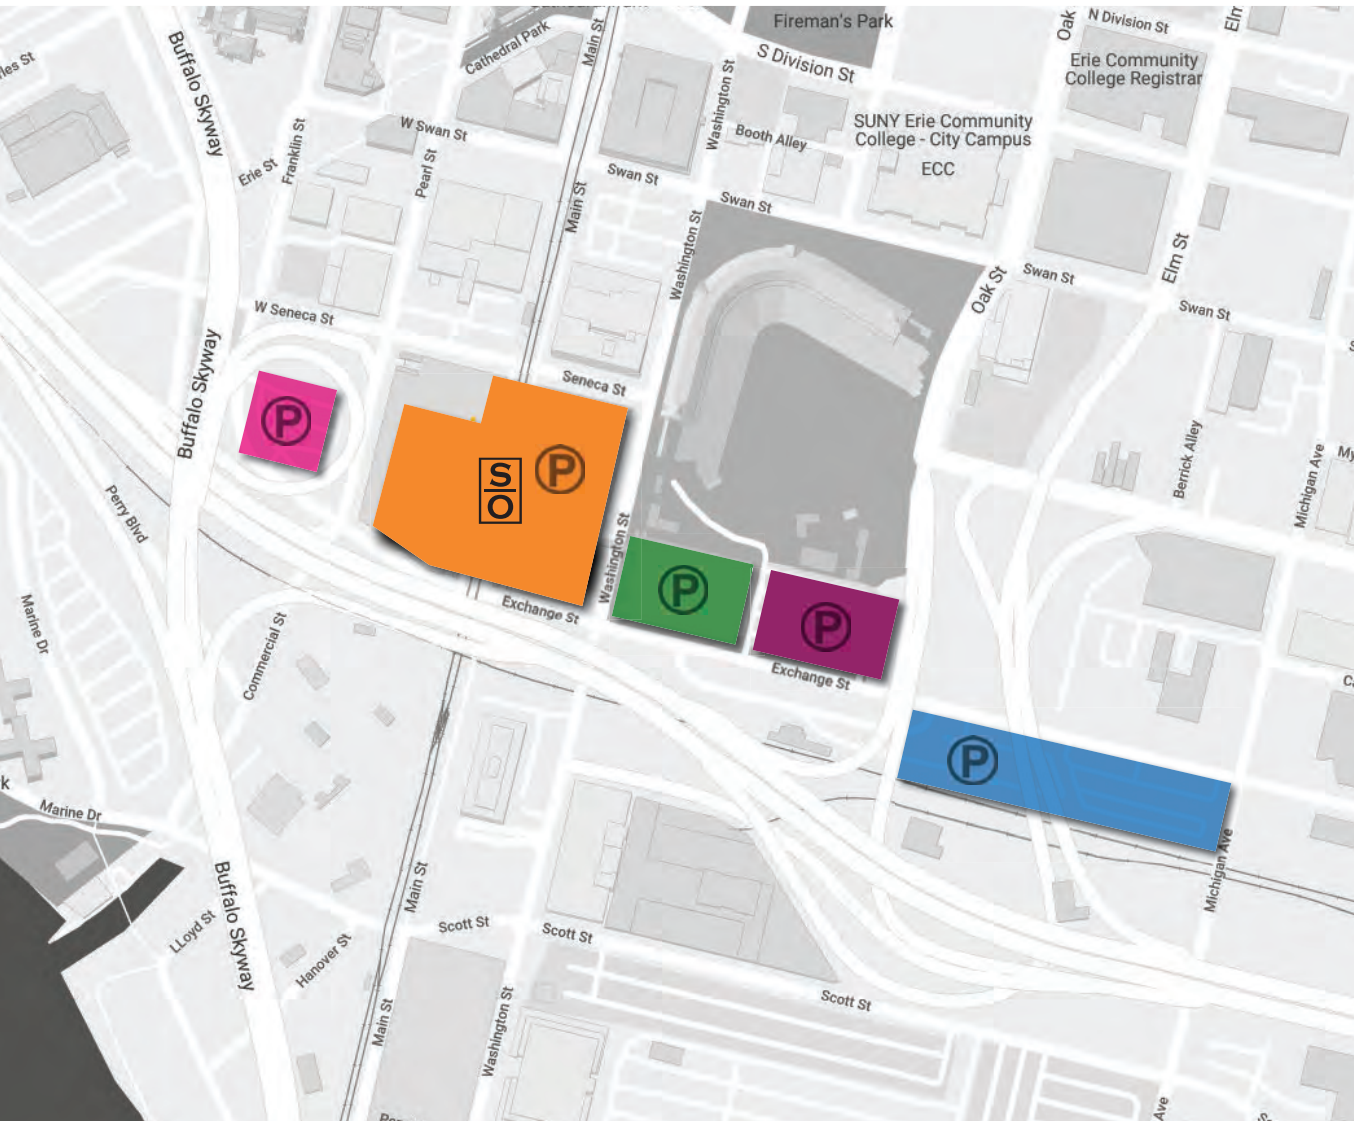 Fireman's Park
Oak
N Division St
Elm
Main St
Cathedral Park
Buffalo Skyway
S Division St
Erie Community
College Registrar
les St
Washington St
SUNY Erie Community
College - City Campus
ECC
W Swan St
Booth Alley
Franklin St
Erie St
Pearl St
Swan St
Swan St
Main St
Washington St
Elm St
Oak St
Swan St
Swan St
W Seneca St
Buffalo Skyway
Seneca St
P
P
S
O
Berrick Alley
Michigan Ave
My
Perry Blvd
Washington St
P
P
Exchange St
Exchange St
Marine Dr
Commercial St
P
k
Marine Dr
Michigan Ave
Main St
Buffalo Skyway
LLoyd St
Hanover St
Scott St
Scott St
Scott St
Main St
Washington St
Ave